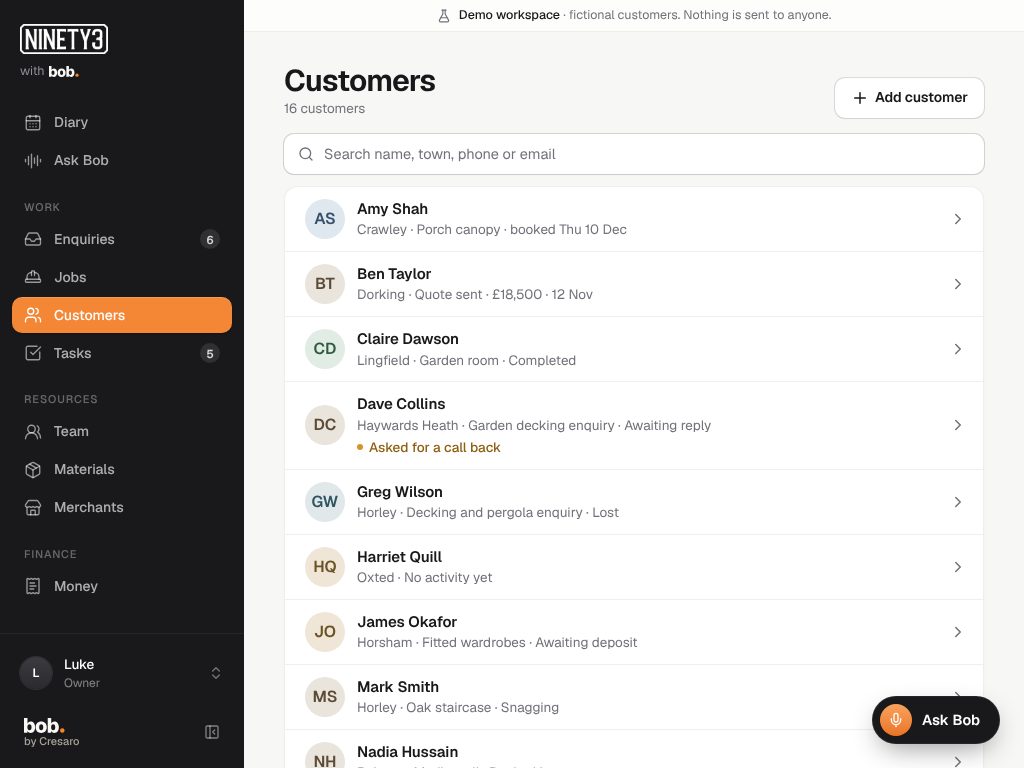 NINETY3
with bob.
Diary
Ask Bob
WORK
Enquiries 6
Jobs
Customers
Tasks 5
RESOURCES
Team
Materials
Merchants
FINANCE
Money
L
Luke
Owner
bob.
by Cresaro
Demo workspace · fictional customers. Nothing is sent to anyone.
Customers
16 customers
Add customer
Search name, town, phone or email
AS
Amy Shah
Crawley · Porch canopy · booked Thu 10 Dec
BT
Ben Taylor
Dorking · Quote sent · £18,500 · 12 Nov
CD
Claire Dawson
Lingfield · Garden room · Completed
DC
Dave Collins
Haywards Heath · Garden decking enquiry · Awaiting reply
Asked for a call back
GW
Greg Wilson
Horley · Decking and pergola enquiry · Lost
HQ
Harriet Quill
Oxted · No activity yet
JO
James Okafor
Horsham · Fitted wardrobes · Awaiting deposit
MS
Mark Smith
Horley · Oak staircase · Snagging
NH
Nadia Hussain
Ask Bob